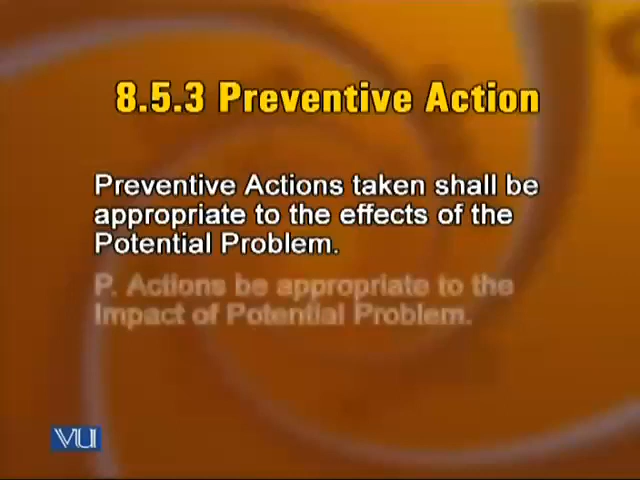 8.5.3 Preventive Action
Preventive Actions taken shall be
appropriate to the effects of the
Potential Problem.
P. Actions be appropriate to the
Impact of Potential Problem.
VU